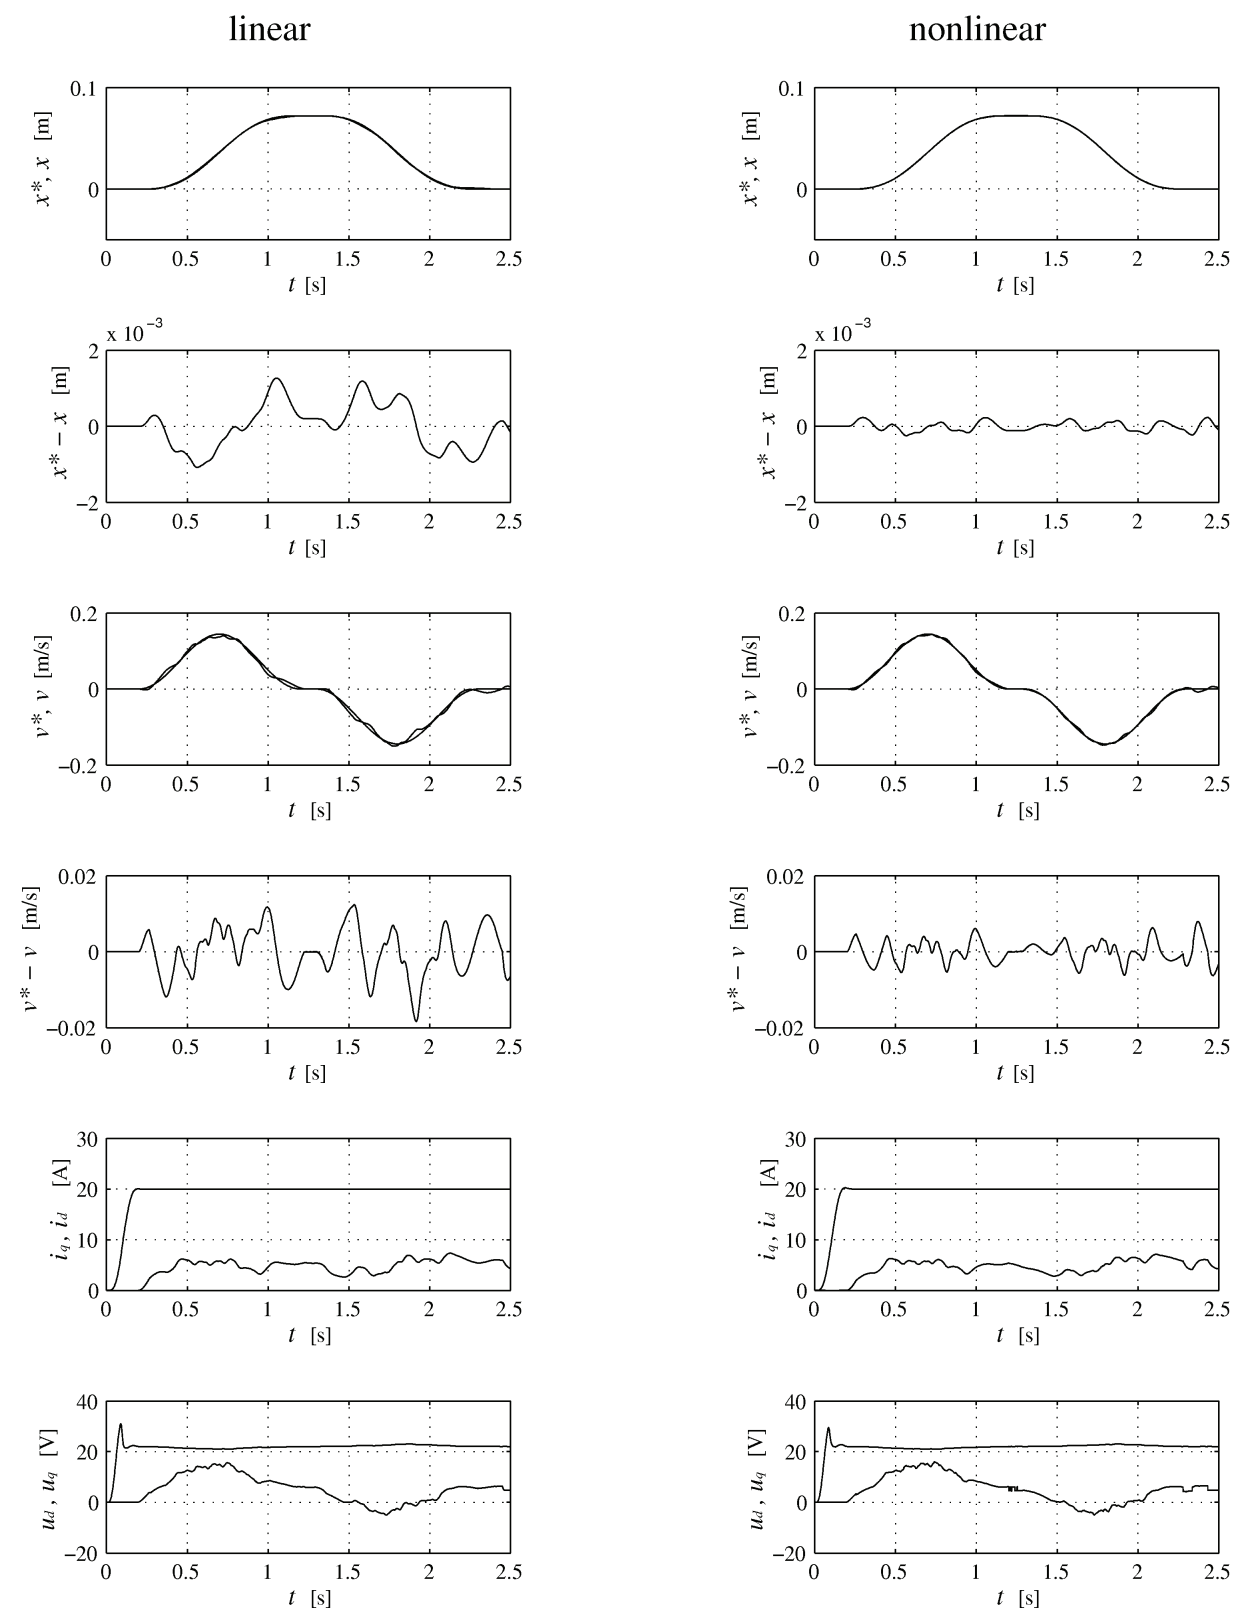 linear nonlinear
0.1 0.1
x*, x [m] x*, x [m]
0 0
0 0.5 1 1.5 2 2.5 0 0.5 1 1.5 2 2.5
t [s] t [s]
x 10⁻³ x 10⁻³
2 2
x* − x [m] x* − x [m]
0 0
−2 −2
0 0.5 1 1.5 2 2.5 0 0.5 1 1.5 2 2.5
t [s] t [s]
0.2 0.2
v*, v [m/s] v*, v [m/s]
0 0
−0.2 −0.2
0 0.5 1 1.5 2 2.5 0 0.5 1 1.5 2 2.5
t [s] t [s]
0.02 0.02
v* − v [m/s] v* − v [m/s]
0 0
−0.02 −0.02
0 0.5 1 1.5 2 2.5 0 0.5 1 1.5 2 2.5
t [s] t [s]
30 30
20 20
i_q, i_d [A] i_q, i_d [A]
10 10
0 0
0 0.5 1 1.5 2 2.5 0 0.5 1 1.5 2 2.5
t [s] t [s]
40 40
20 20
u_d, u_q [V] u_d, u_q [V]
0 0
−20 −20
0 0.5 1 1.5 2 2.5 0 0.5 1 1.5 2 2.5
t [s] t [s]